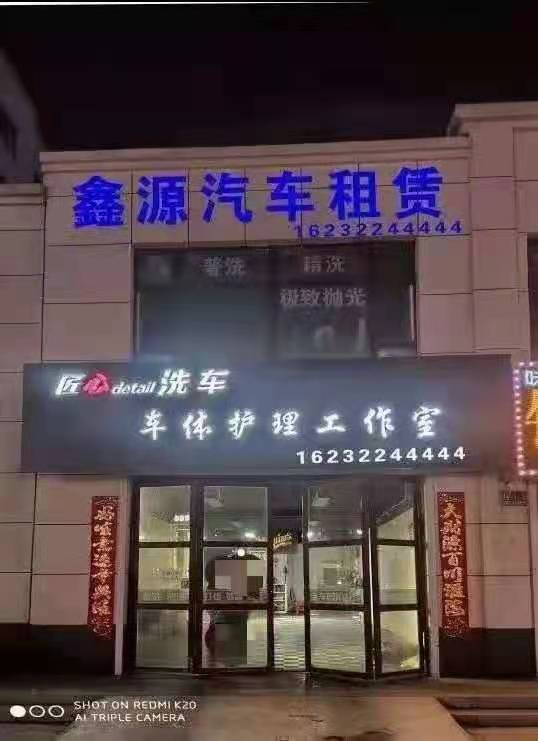 鑫源汽车租赁
16232244444
普洗 精洗
极致抛光
匠心detail洗车
车体护理工作室
16232244444
SHOT ON REDMI K20
AI TRIPLE CAMERA